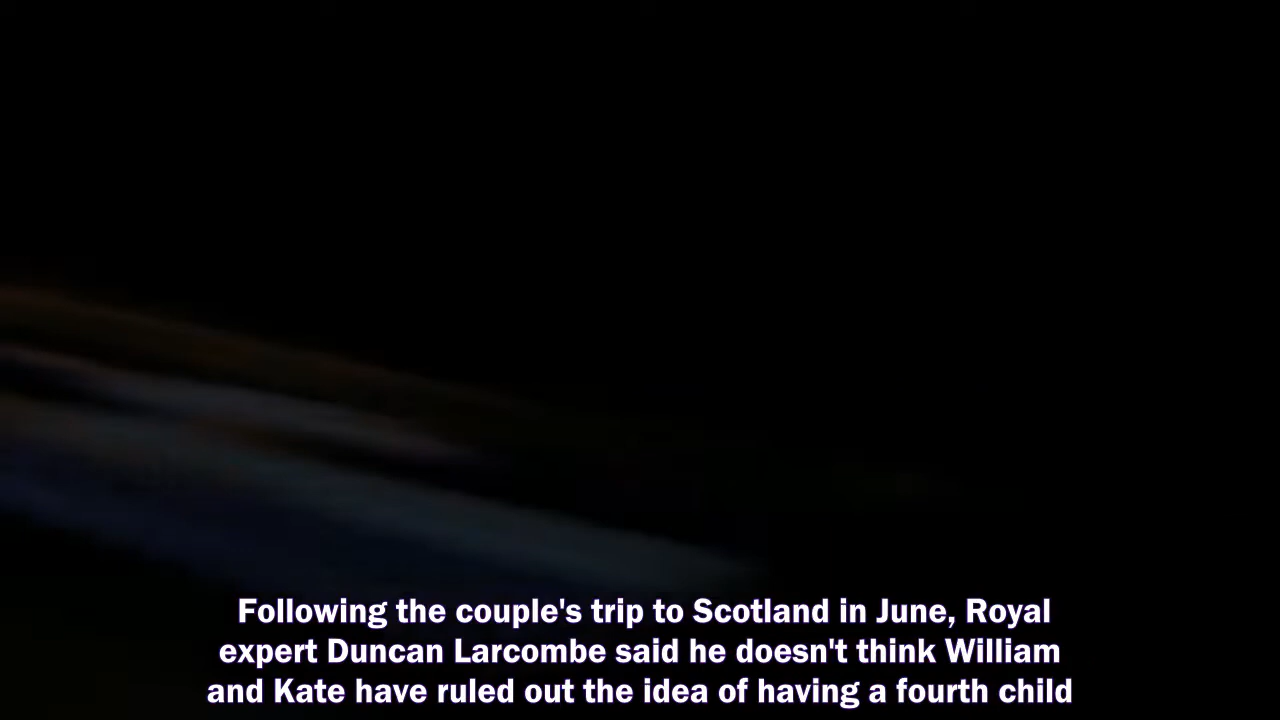 Following the couple's trip to Scotland in June, Royal
expert Duncan Larcombe said he doesn't think William
and Kate have ruled out the idea of having a fourth child